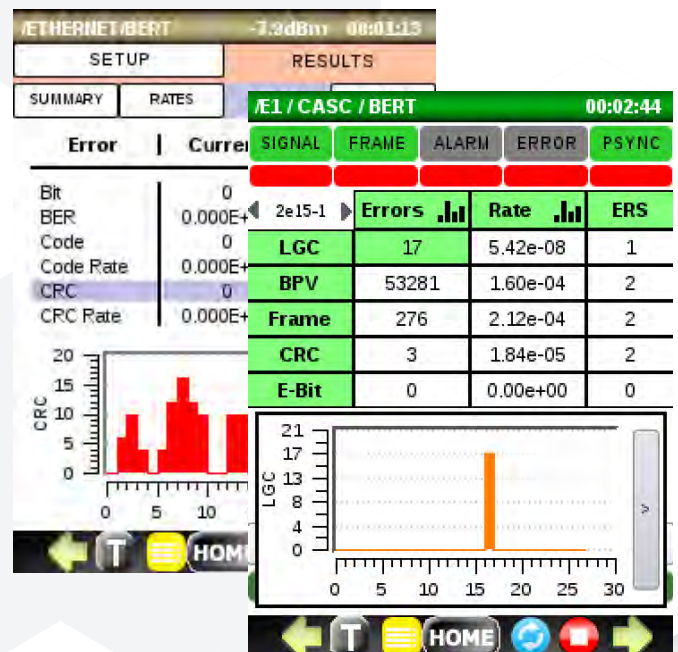 /ETHERNET/BERT -7.9dBm 00:01:13
SETUP RESULTS
SUMMARY RATES
Error
Bit 0
BER 0.000E+
Code 0
Code Rate 0.000E+
CRC 0
CRC Rate 0.000E+
20
15
10
5
0
CRC
0 5 10
T HOME
/E1 / CASC / BERT 00:02:44
SIGNAL FRAME ALARM ERROR PSYNC
2e15-1 Errors Rate ERS
LGC 17 5.42e-08 1
BPV 53281 1.60e-04 2
Frame 276 2.12e-04 2
CRC 3 1.84e-05 2
E-Bit 0 0.00e+00 0
21
17
13
8
4
0
LGC
>
0 5 10 15 20 25 30
T HOME